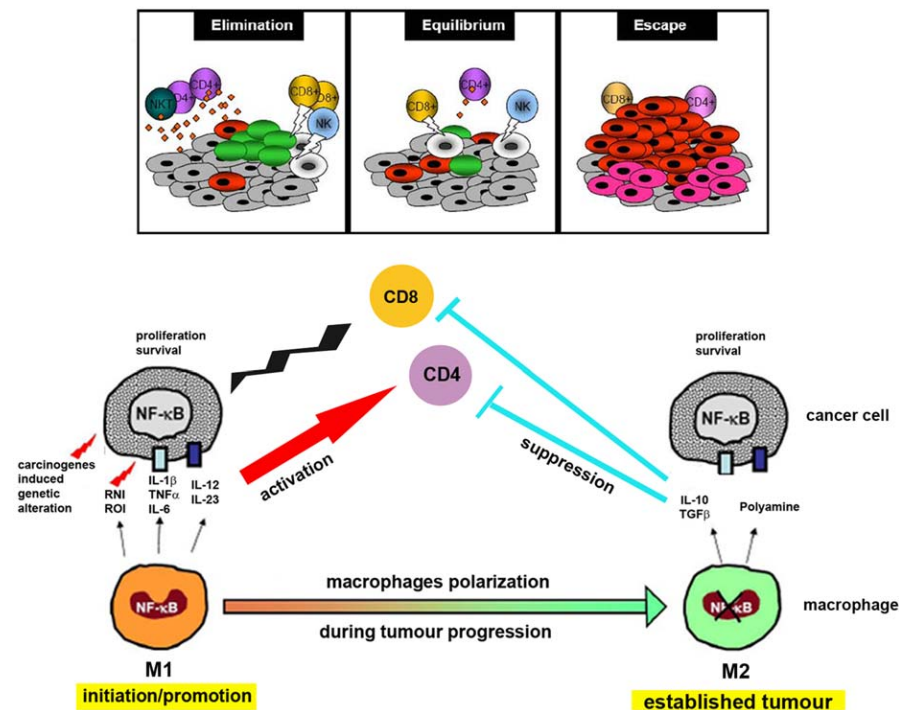 Elimination
Equilibrium
Escape
NKT
CD4+
CD4+
CD8+
CD8+
NK
CD8+
CD4+
NK
CD8+
CD4+
CD8
CD4
proliferation
survival
NF-κB
carcinogenes
induced
genetic
alteration
RNI
ROI
IL-1β
TNFα
IL-6
IL-12
IL-23
activation
suppression
proliferation
survival
NF-κB
cancer cell
IL-10
TGFβ
Polyamine
NF-κB
macrophages polarization
during tumour progression
NF-κB
macrophage
M1
initiation/promotion
M2
established tumour